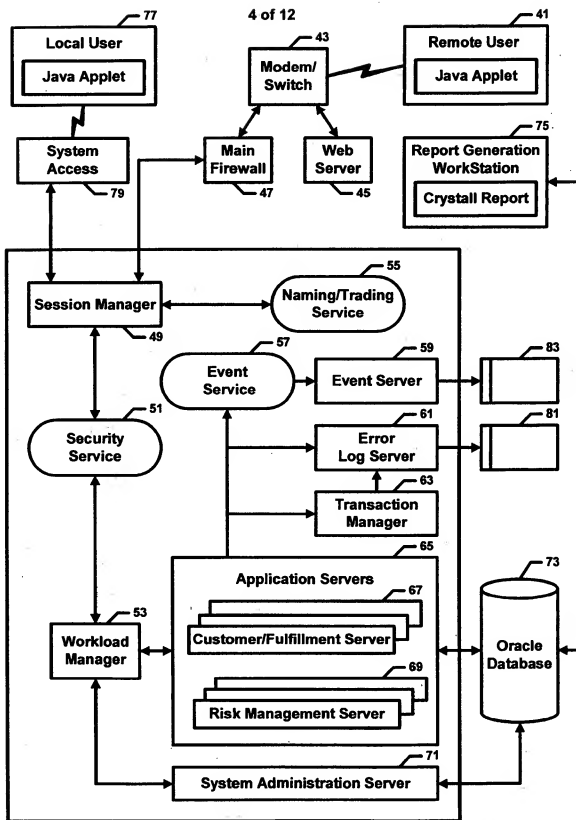 4 of 12
77
Local User
Java Applet
43
Modem/
Switch
41
Remote User
Java Applet
System
Access
79
Main
Firewall
47
Web
Server
45
75
Report Generation
WorkStation
Crystall Report
Session Manager
49
55
Naming/Trading
Service
57
Event
Service
59
Event Server
83
51
Security
Service
61
Error
Log Server
81
63
Transaction
Manager
65
Application Servers
67
Customer/Fulfillment Server
69
Risk Management Server
53
Workload
Manager
73
Oracle
Database
71
System Administration Server